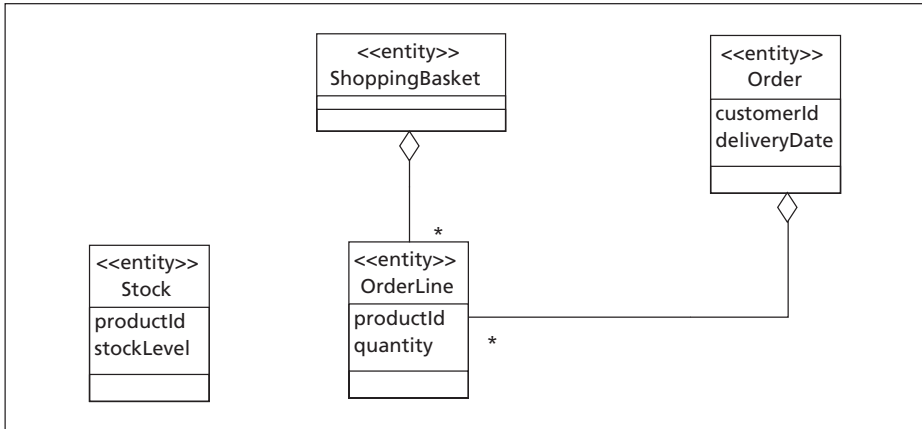 <<entity>>
ShoppingBasket
<<entity>>
Order
customerId
deliveryDate
*
<<entity>>
Stock
productId
stockLevel
<<entity>>
OrderLine
productId
quantity
*